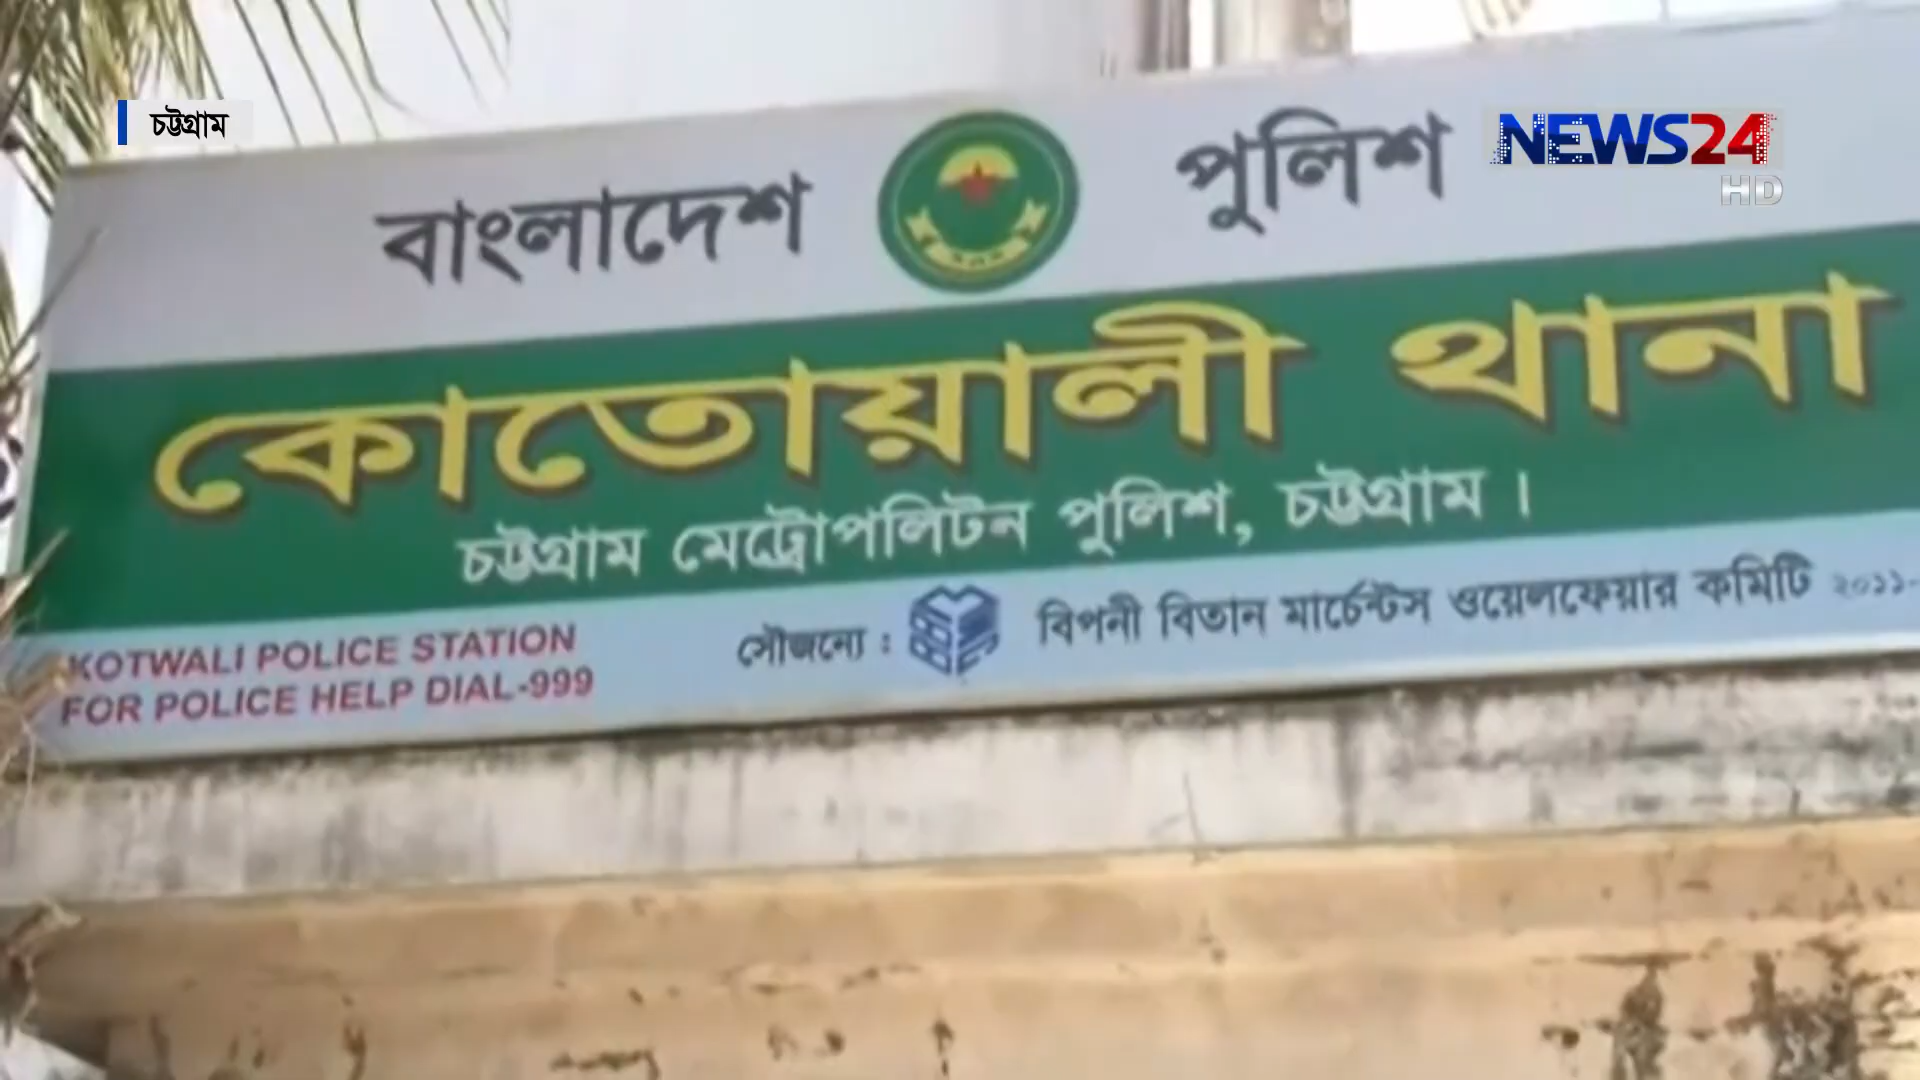 চট্টগ্রাম
NEWS24
HD
বাংলাদেশ পুলিশ
কোতোয়ালী থানা
চট্টগ্রাম মেট্রোপলিটন পুলিশ, চট্টগ্রাম।
KOTWALI POLICE STATION
FOR POLICE HELP DIAL-999
সৌজন্যে : বিপনী বিতান মার্চেন্টস ওয়েলফেয়ার কমিটি ২০১১-